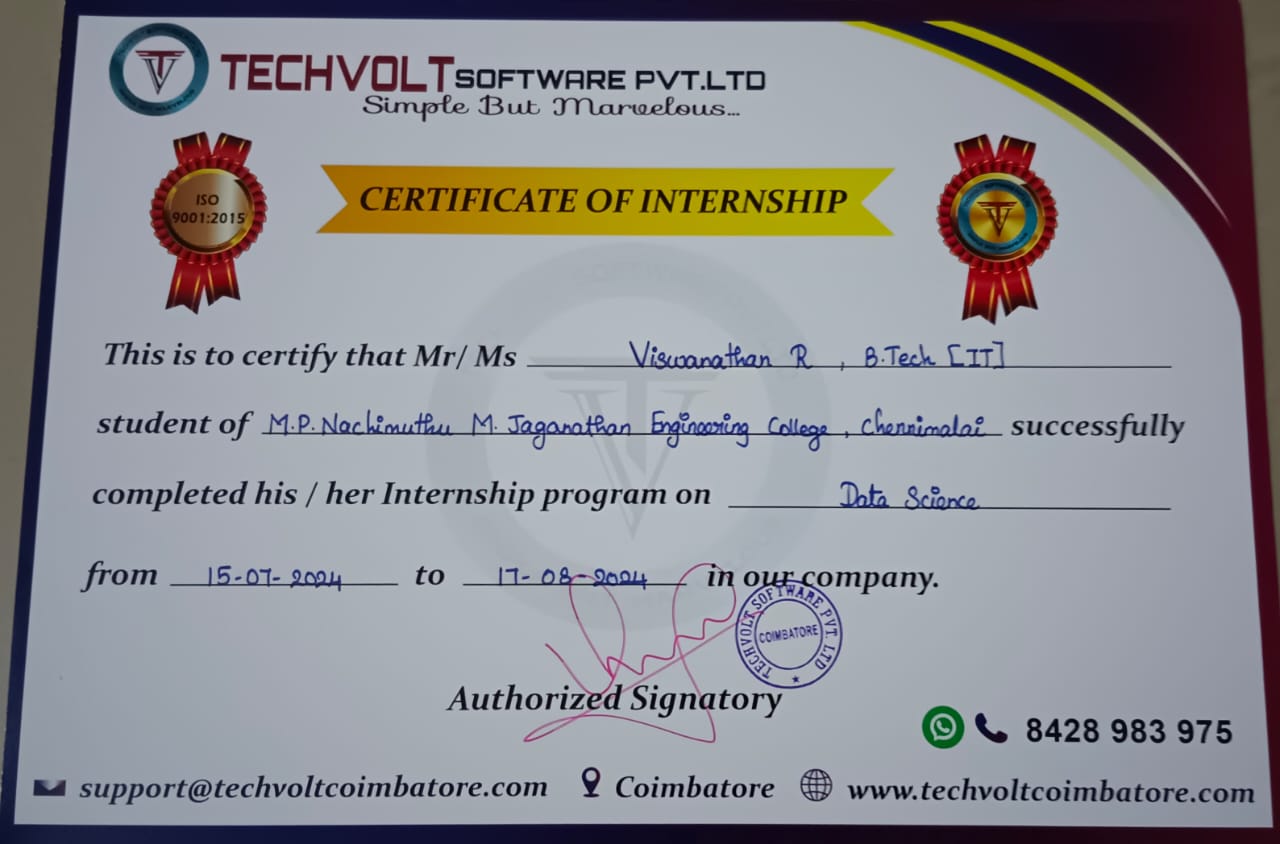 TECHVOLT SOFTWARE PVT.LTD
Simple But Marvelous...
ISO
9001:2015
CERTIFICATE OF INTERNSHIP
This is to certify that Mr/ Ms Viswanathan R , B.Tech [IT]
student of M.P. Nachimuthu M. Jaganathan Engineering College , Chennimalai successfully
completed his / her Internship program on Data Science
from 15-07-2024 to 17-08-2024 in our company.
TECHVOLT SOFTWARE PVT. LTD
COIMBATORE
Authorized Signatory
8428 983 975
support@techvoltcoimbatore.com Coimbatore www.techvoltcoimbatore.com